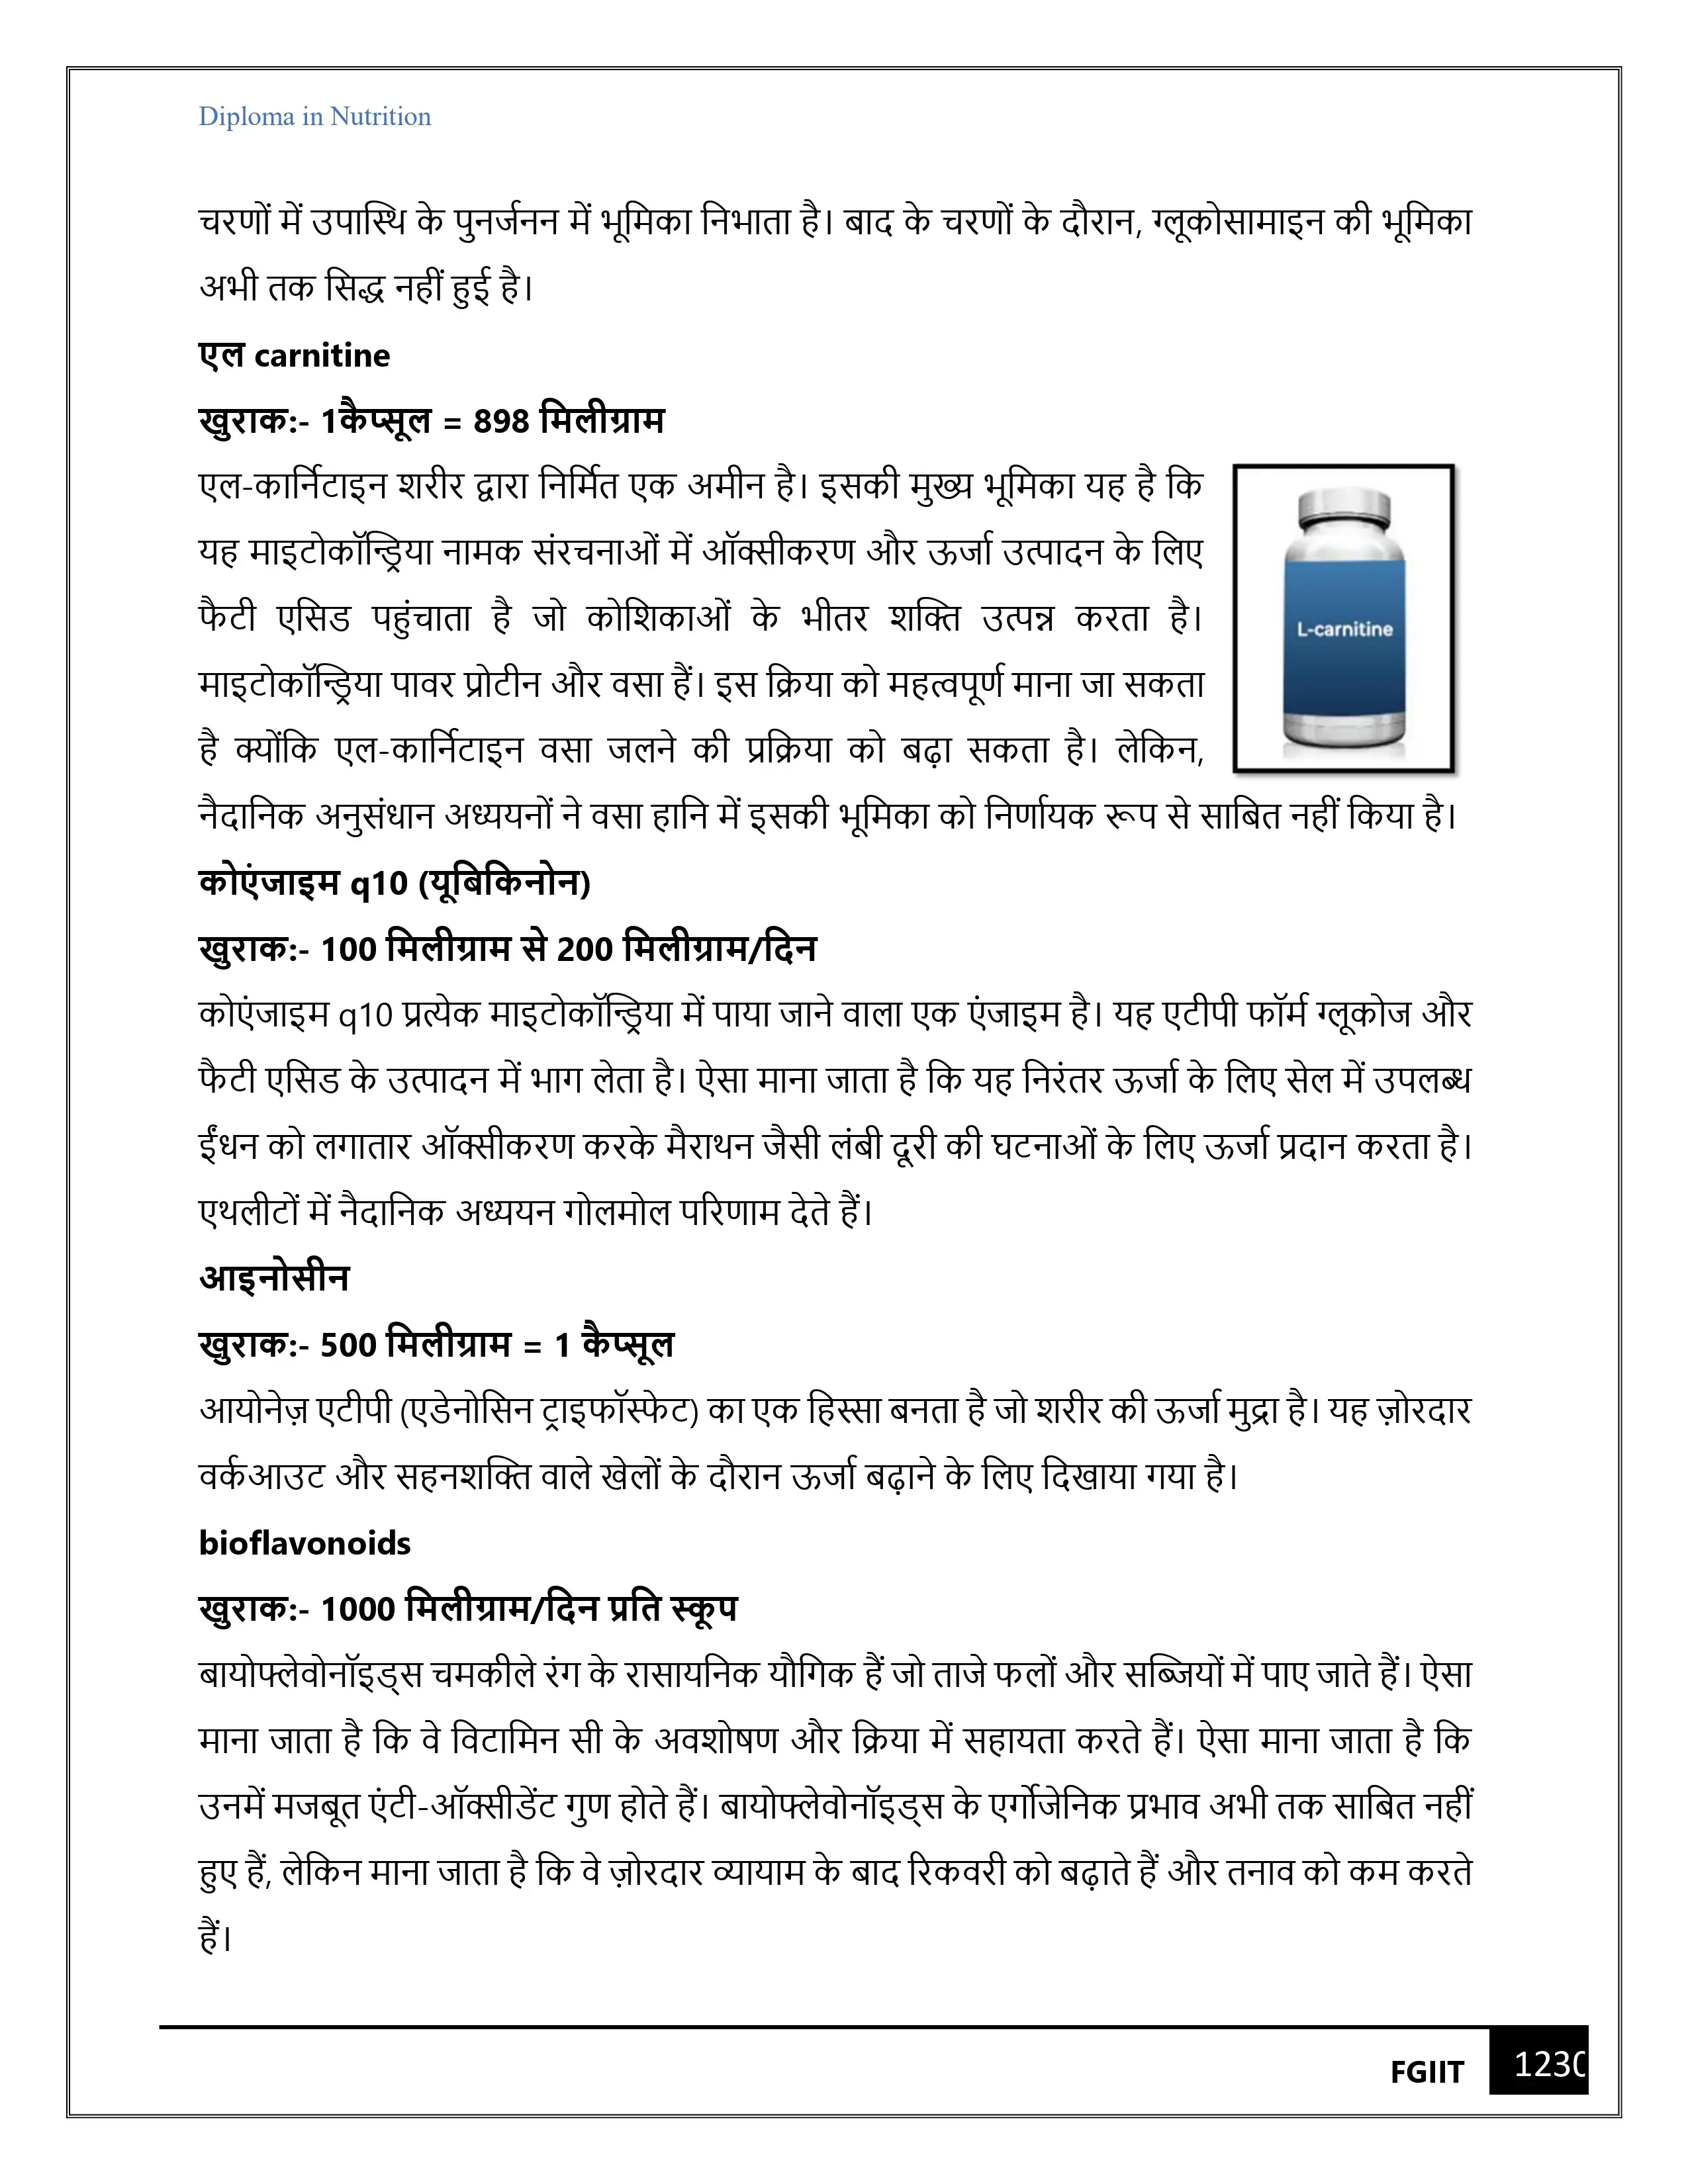 Diploma in Nutrition
चरणों में उपास्थि के पुनर्जनन में भूमिका निभाता है। बाद के चरणों के दौरान, ग्लूकोसामाइन की भूमिका
अभी तक सिद्ध नहीं हुई है।
एल carnitine
खुराक:- 1कैप्सूल = 898 मिलीग्राम
एल-कार्निटाइन शरीर द्वारा निर्मित एक अमीन है। इसकी मुख्य भूमिका यह है कि
यह माइटोकॉन्ड्रिया नामक संरचनाओं में ऑक्सीकरण और ऊर्जा उत्पादन के लिए
फैटी एसिड पहुंचाता है जो कोशिकाओं के भीतर शक्ति उत्पन्न करता है।
माइटोकॉन्ड्रिया पावर प्रोटीन और वसा हैं। इस क्रिया को महत्वपूर्ण माना जा सकता
है क्योंकि एल-कार्निटाइन वसा जलने की प्रक्रिया को बढ़ा सकता है। लेकिन,
नैदानिक अनुसंधान अध्ययनों ने वसा हानि में इसकी भूमिका को निर्णायक रूप से साबित नहीं किया है।
L-carnitine
कोएंजाइम q10 (यूबिकिनोन)
खुराक:- 100 मिलीग्राम से 200 मिलीग्राम/दिन
कोएंजाइम q10 प्रत्येक माइटोकॉन्ड्रिया में पाया जाने वाला एक एंजाइम है। यह एटीपी फॉर्म ग्लूकोज और
फैटी एसिड के उत्पादन में भाग लेता है। ऐसा माना जाता है कि यह निरंतर ऊर्जा के लिए सेल में उपलब्ध
ईंधन को लगातार ऑक्सीकरण करके मैराथन जैसी लंबी दूरी की घटनाओं के लिए ऊर्जा प्रदान करता है।
एथलीटों में नैदानिक अध्ययन गोलमोल परिणाम देते हैं।
आइनोसीन
खुराक:- 500 मिलीग्राम = 1 कैप्सूल
आयोनेज़ एटीपी (एडेनोसिन ट्राइफॉस्फेट) का एक हिस्सा बनता है जो शरीर की ऊर्जा मुद्रा है। यह ज़ोरदार
वर्कआउट और सहनशक्ति वाले खेलों के दौरान ऊर्जा बढ़ाने के लिए दिखाया गया है।
bioflavonoids
खुराक:- 1000 मिलीग्राम/दिन प्रति स्कूप
बायोफ्लेवोनॉइड्स चमकीले रंग के रासायनिक यौगिक हैं जो ताजे फलों और सब्जियों में पाए जाते हैं। ऐसा
माना जाता है कि वे विटामिन सी के अवशोषण और क्रिया में सहायता करते हैं। ऐसा माना जाता है कि
उनमें मजबूत एंटी-ऑक्सीडेंट गुण होते हैं। बायोफ्लेवोनॉइड्स के एर्गोजेनिक प्रभाव अभी तक साबित नहीं
हुए हैं, लेकिन माना जाता है कि वे ज़ोरदार व्यायाम के बाद रिकवरी को बढ़ाते हैं और तनाव को कम करते
हैं।
FGIIT 1230